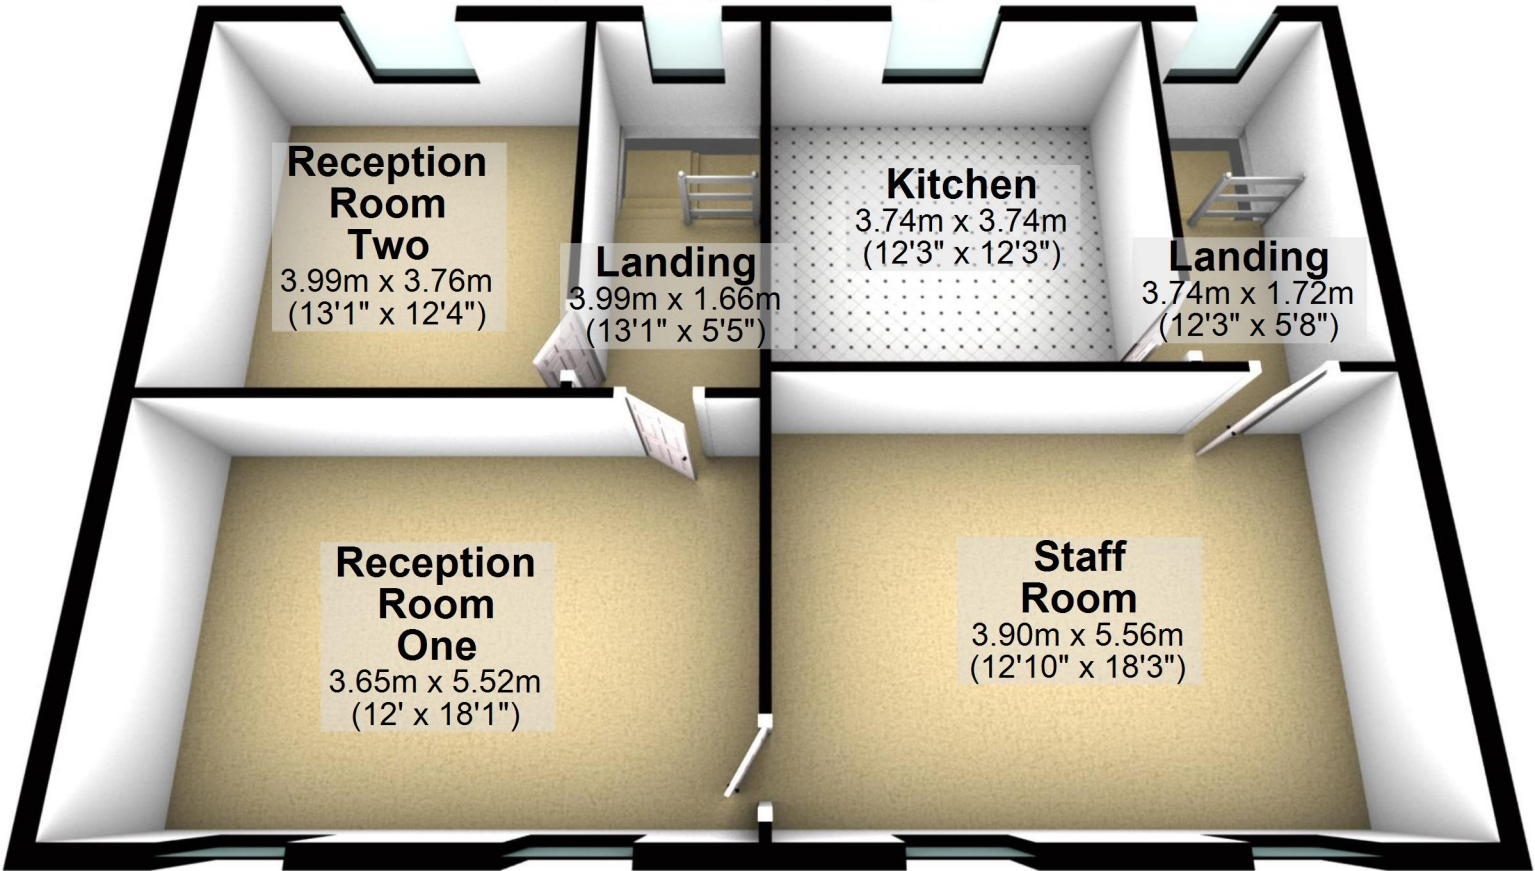 Reception
Room
Two
3.99m x 3.76m
(13'1" x 12'4")
Landing
3.99m x 1.66m
(13'1" x 5'5")
Kitchen
3.74m x 3.74m
(12'3" x 12'3")
Landing
3.74m x 1.72m
(12'3" x 5'8")
Reception
Room
One
3.65m x 5.52m
(12' x 18'1")
Staff
Room
3.90m x 5.56m
(12'10" x 18'3")